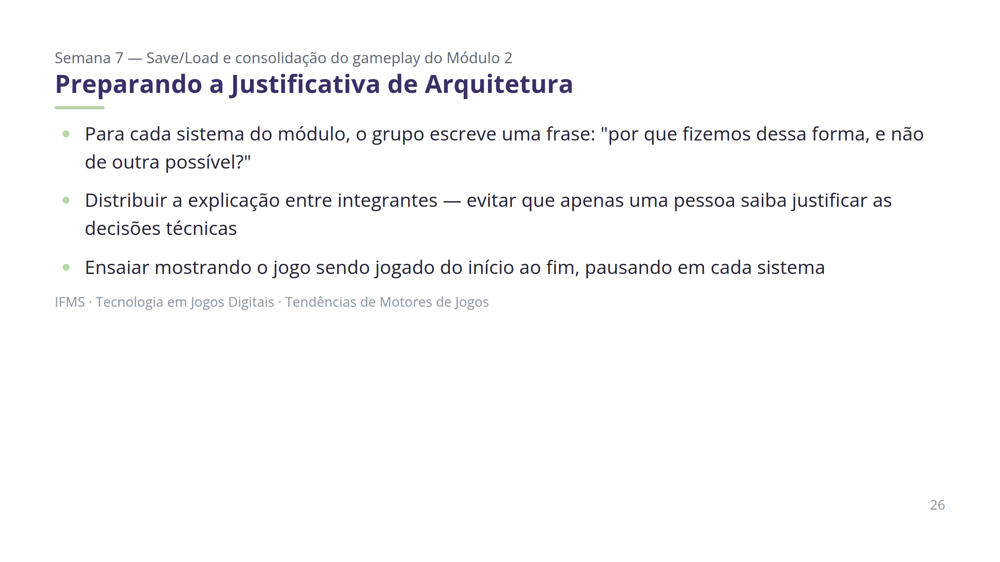 Semana 7 — Save/Load e consolidação do gameplay do Módulo 2
Preparando a Justificativa de Arquitetura
Para cada sistema do módulo, o grupo escreve uma frase: "por que fizemos dessa forma, e não
de outra possível?"
Distribuir a explicação entre integrantes — evitar que apenas uma pessoa saiba justificar as
decisões técnicas
Ensaiar mostrando o jogo sendo jogado do início ao fim, pausando em cada sistema
IFMS · Tecnologia em Jogos Digitais · Tendências de Motores de Jogos
26